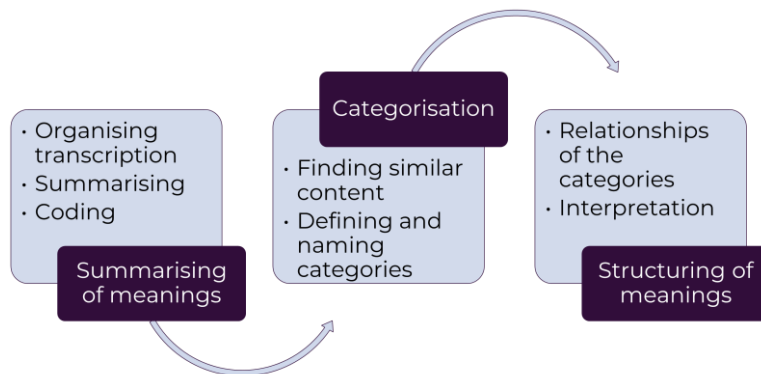 · Organising
transcription
· Summarising
· Coding
Summarising
of meanings
Categorisation
· Finding similar
content
· Defining and
naming
categories
· Relationships
of the
categories
· Interpretation
Structuring of
meanings